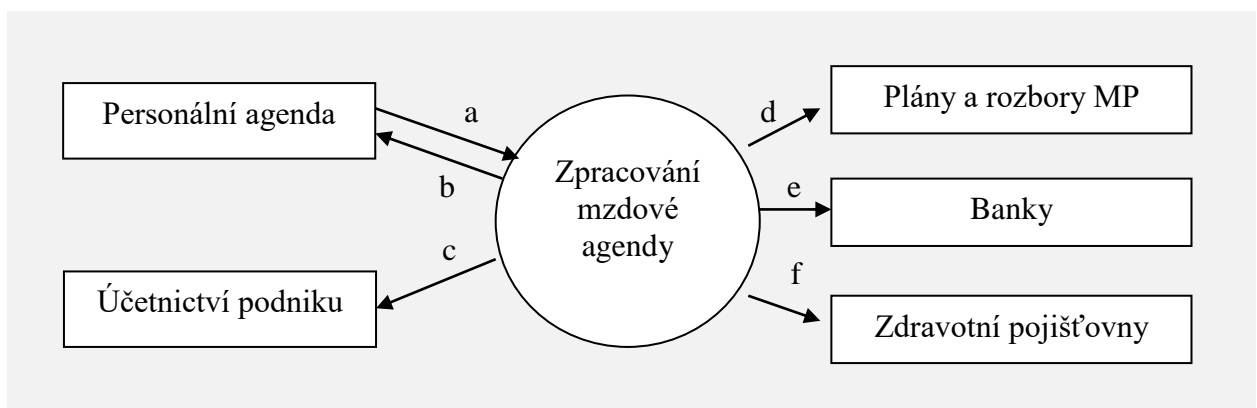 Personální agenda
a
b
Účetnictví podniku
c
Zpracování
mzdové
agendy
d
Plány a rozbory MP
e
Banky
f
Zdravotní pojišťovny